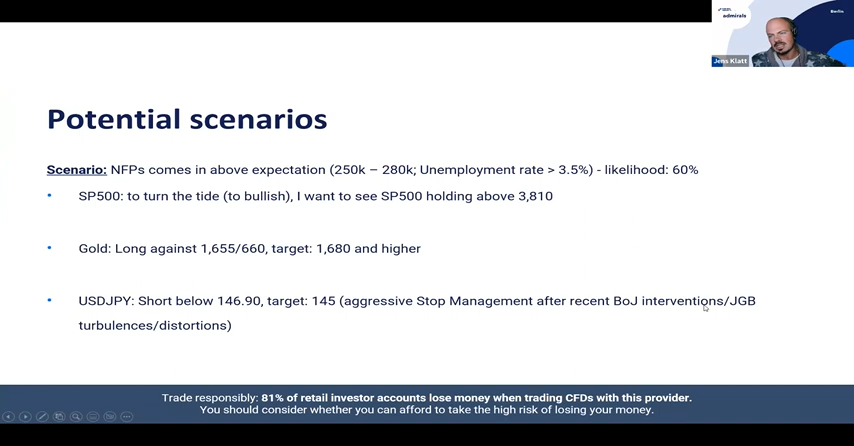 admirals
Berlin
Jens Klatt
Potential scenarios
Scenario: NFPs comes in above expectation (250k – 280k; Unemployment rate > 3.5%) - likelihood: 60%
• SP500: to turn the tide (to bullish), I want to see SP500 holding above 3,810
• Gold: Long against 1,655/660, target: 1,680 and higher
• USDJPY: Short below 146.90, target: 145 (aggressive Stop Management after recent BoJ interventions/JGB
turbulences/distortions)
Trade responsibly: 81% of retail investor accounts lose money when trading CFDs with this provider.
You should consider whether you can afford to take the high risk of losing your money.